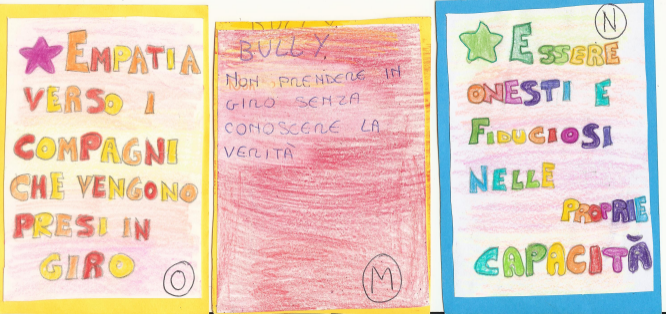 EMPATIA
VERSO I
COMPAGNI
CHE VENGONO
PRESI IN
GIRO
O
BULLY
BULLY.
NON PRENDERE IN
GIRO SENZA
CONOSCERE LA
VERITÀ
M
N
ESSERE
ONESTI E
FIDUCIOSI
NELLE
PROPRIE
CAPACITÀ